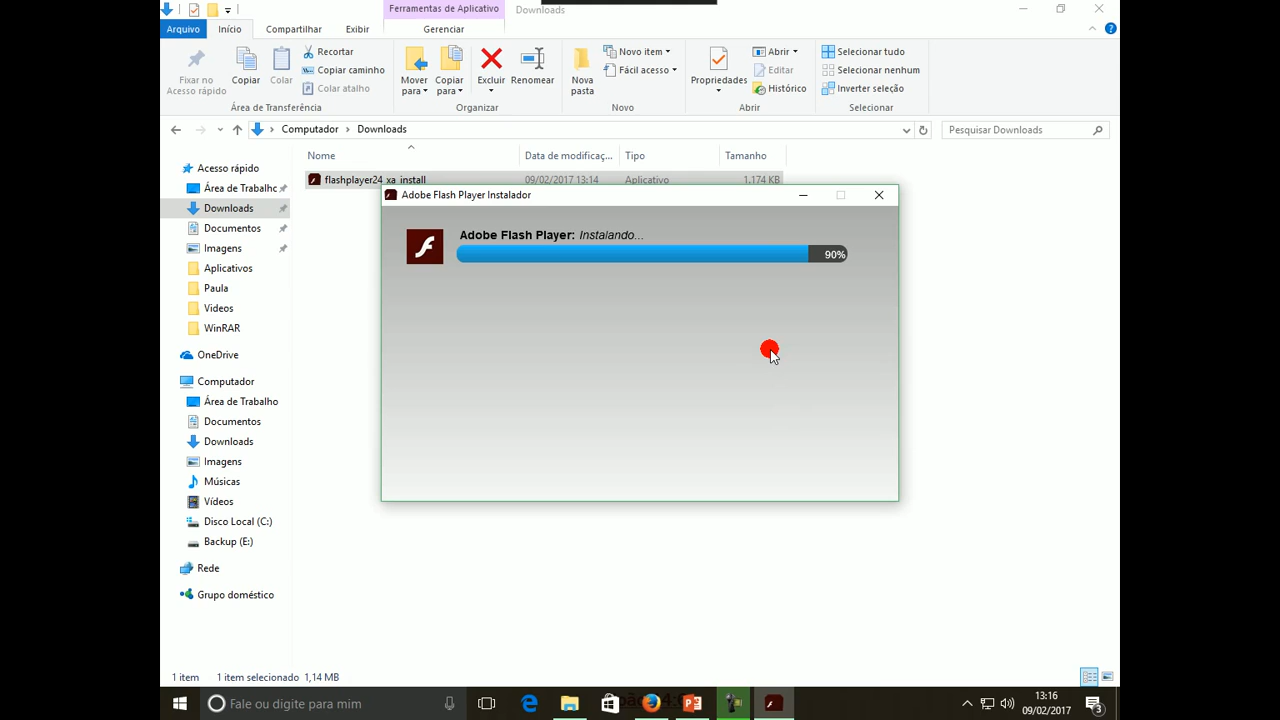 Ferramentas de Aplicativo
Downloads
Arquivo
Início
Compartilhar
Exibir
Gerenciar
Fixar no
Acesso rápido
Copiar
Colar
Recortar
Copiar caminho
Colar atalho
Mover
para
Copiar
para
Excluir
Renomear
Nova
pasta
Novo item
Fácil acesso
Propriedades
Abrir
Editar
Histórico
Selecionar tudo
Selecionar nenhum
Inverter seleção
Área de Transferência
Organizar
Novo
Abrir
Selecionar
Computador
Downloads
Pesquisar Downloads
Nome
Data de modificaç...
Tipo
Tamanho
flashplayer24_xa_install
09/02/2017 13:14
Aplicativo
1.174 KB
Acesso rápido
Área de Trabalho
Downloads
Documentos
Imagens
Aplicativos
Paula
Videos
WinRAR
OneDrive
Computador
Área de Trabalho
Documentos
Downloads
Imagens
Músicas
Vídeos
Disco Local (C:)
Backup (E:)
Rede
Grupo doméstico
Adobe Flash Player Instalador
Adobe Flash Player: Instalando...
90%
1 item
1 item selecionado 1,14 MB
Fale ou digite para mim
13:16
09/02/2017
3